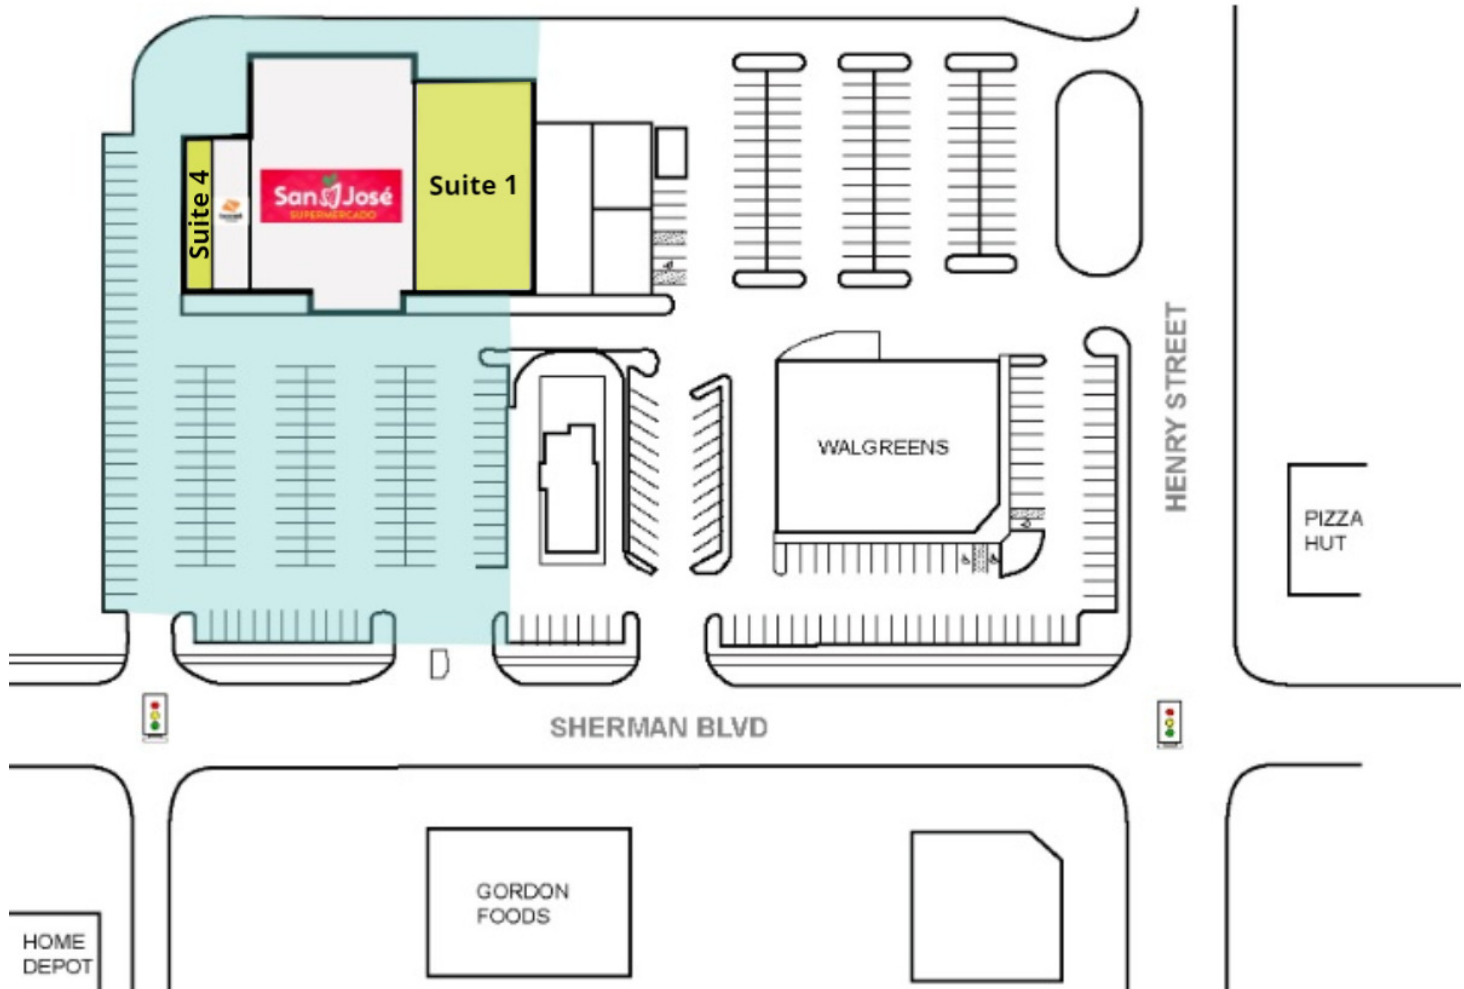 Suite 4
San José
SUPERMERCADO
Suite 1
WALGREENS
HENRY STREET
PIZZA
HUT
SHERMAN BLVD
GORDON
FOODS
HOME
DEPOT